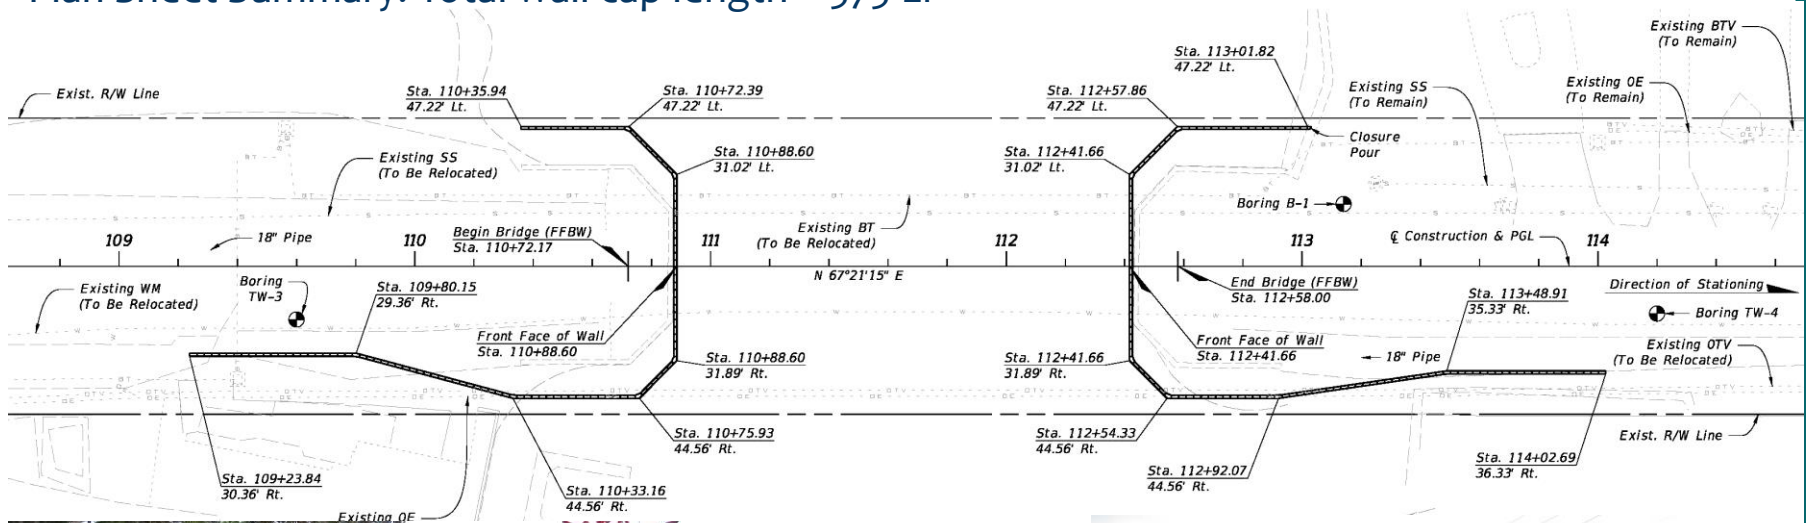 Plan Sheet Summary: Total wall cap length = 575 LF
Sta. 113+01.82
47.22' Lt.
Existing BTV
(To Remain)
Exist. R/W Line
Sta. 110+35.94
47.22' Lt.
Sta. 110+72.39
47.22' Lt.
Sta. 112+57.86
47.22' Lt.
Existing SS
(To Remain)
Existing OE
(To Remain)
Closure
Pour
Existing SS
(To Be Relocated)
Sta. 110+88.60
31.02' Lt.
Sta. 112+41.66
31.02' Lt.
Boring B-1
Existing BT
(To Be Relocated)
109
18" Pipe
110
Begin Bridge (FFBW)
Sta. 110+72.17
111
112
113
℄ Construction & PGL
114
N 67°21'15" E
Existing WM
(To Be Relocated)
Boring
TW-3
Sta. 109+80.15
29.36' Rt.
End Bridge (FFBW)
Sta. 112+58.00
Sta. 113+48.91
35.33' Rt.
Direction of Stationing
Boring TW-4
Front Face of Wall
Sta. 110+88.60
Sta. 110+88.60
31.89' Rt.
Sta. 112+41.66
31.89' Rt.
Front Face of Wall
Sta. 112+41.66
18" Pipe
Existing OTV
(To Be Relocated)
Sta. 110+75.93
44.56' Rt.
Sta. 112+54.33
44.56' Rt.
Exist. R/W Line
Sta. 109+23.84
30.36' Rt.
Sta. 110+33.16
44.56' Rt.
Sta. 112+92.07
44.56' Rt.
Sta. 114+02.69
36.33' Rt.
Existing OE